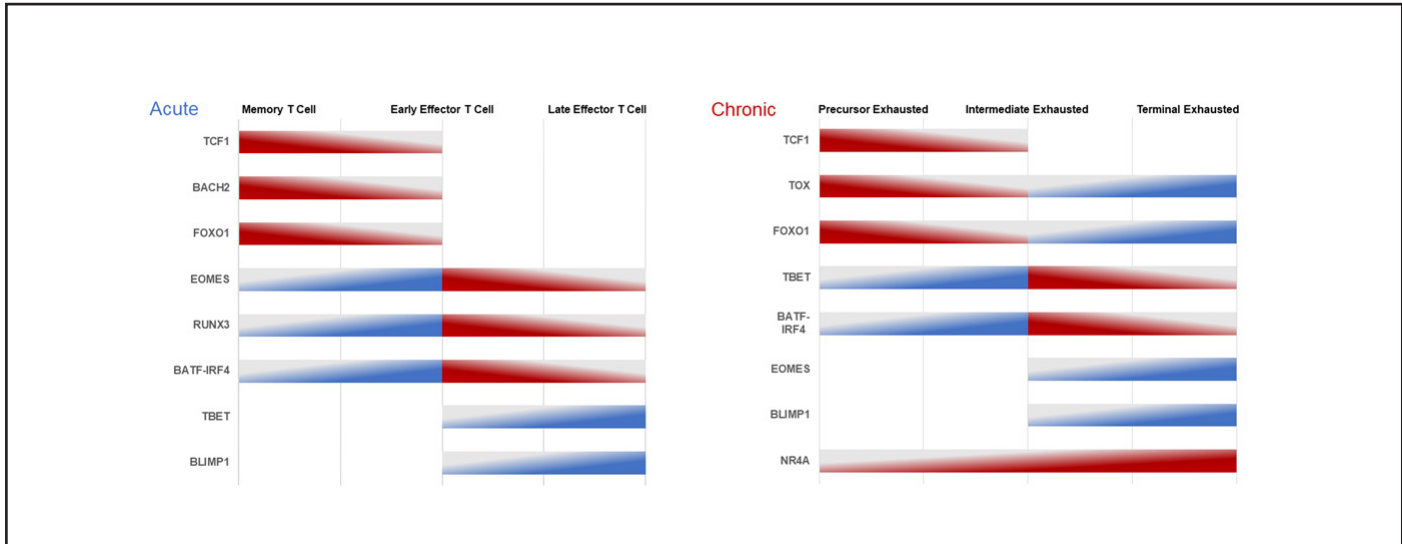 Acute
Memory T Cell
Early Effector T Cell
Late Effector T Cell
TCF1
BACH2
FOXO1
EOMES
RUNX3
BATF-IRF4
TBET
BLIMP1
Chronic
Precursor Exhausted
Intermediate Exhausted
Terminal Exhausted
TCF1
TOX
FOXO1
TBET
BATF-
IRF4
EOMES
BLIMP1
NR4A